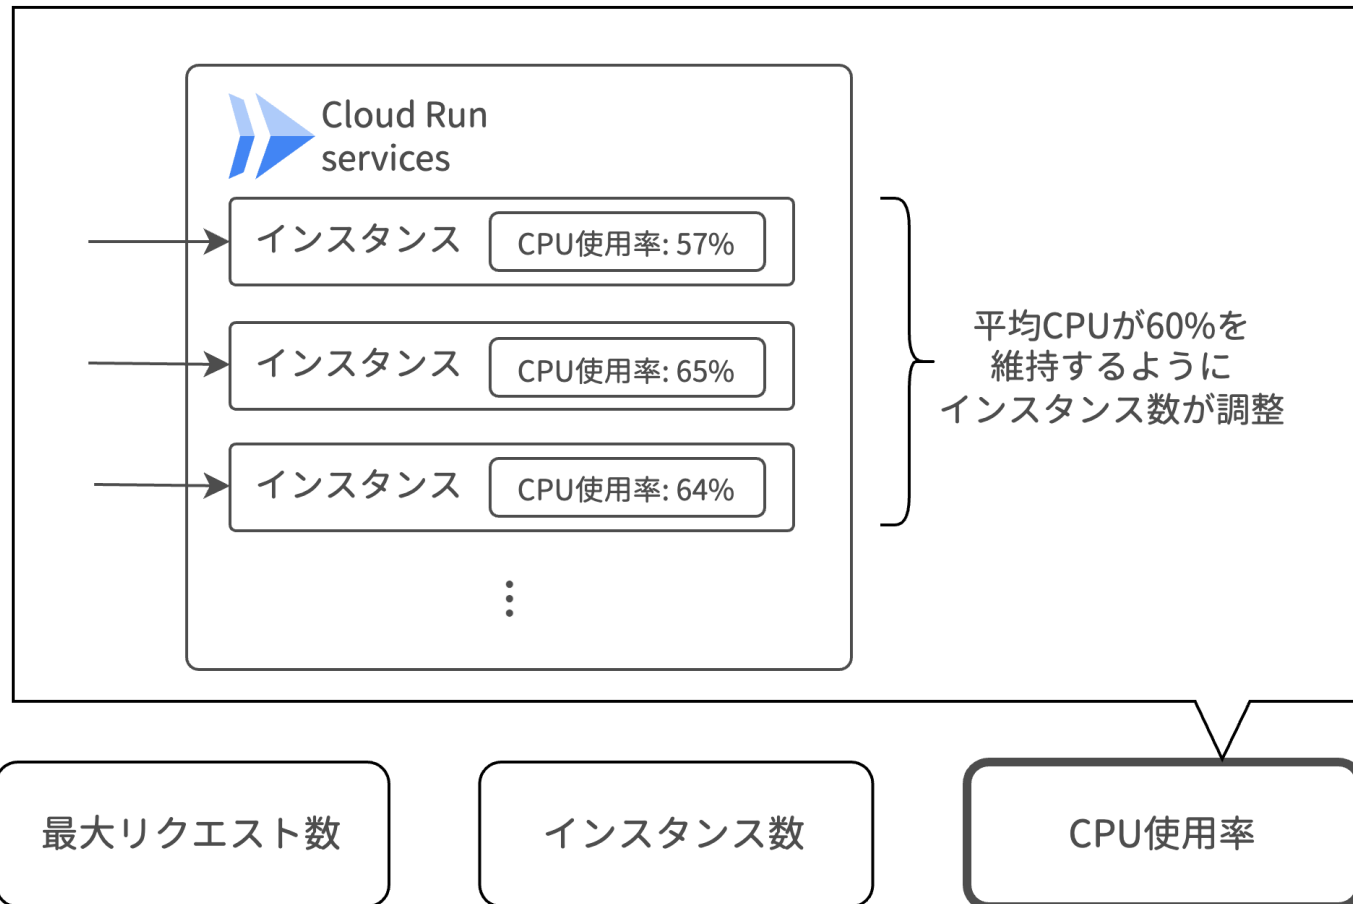 Cloud Run
services
インスタンス
CPU使用率: 57%
インスタンス
CPU使用率: 65%
インスタンス
CPU使用率: 64%
平均CPUが60%を
維持するように
インスタンス数が調整
最大リクエスト数
インスタンス数
CPU使用率